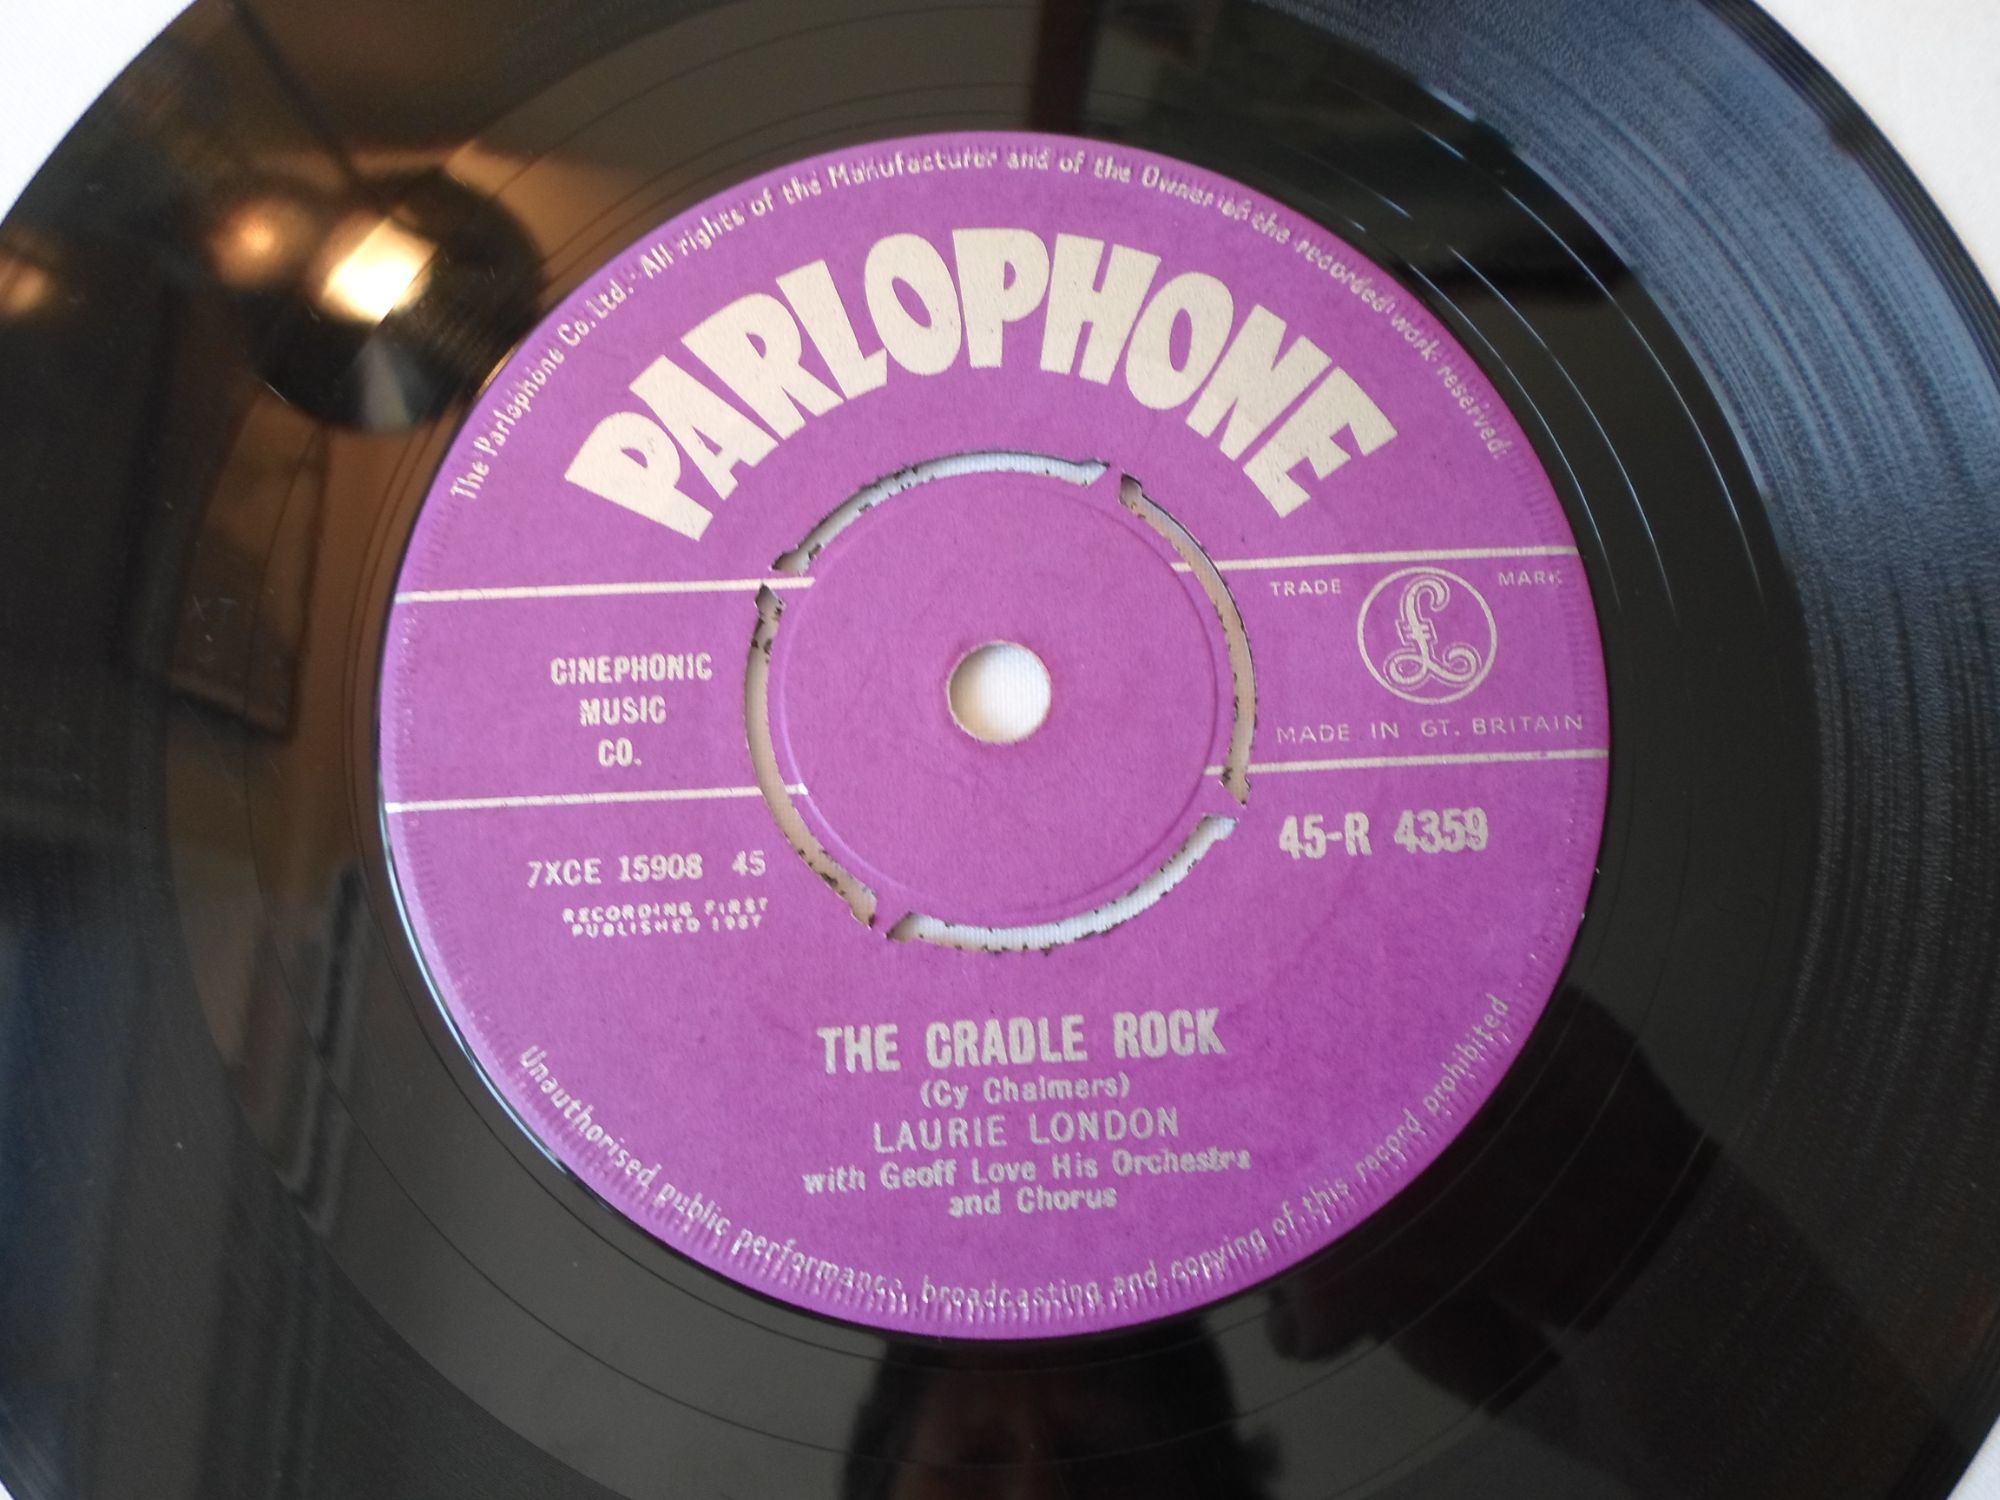 The Parlophone Co. Ltd. All rights of the Manufacturer and of the Owner of the recorded work reserved.
PARLOPHONE
TRADE MARK
£
CINEPHONIC
MUSIC
CO.
MADE IN GT. BRITAIN
7XCE 15908 45
45-R 4359
RECORDING FIRST
PUBLISHED 1957
THE CRADLE ROCK
(Cy Chalmers)
LAURIE LONDON
with Geoff Love His Orchestra
and Chorus
Unauthorised public performance, broadcasting and copying of this record prohibited